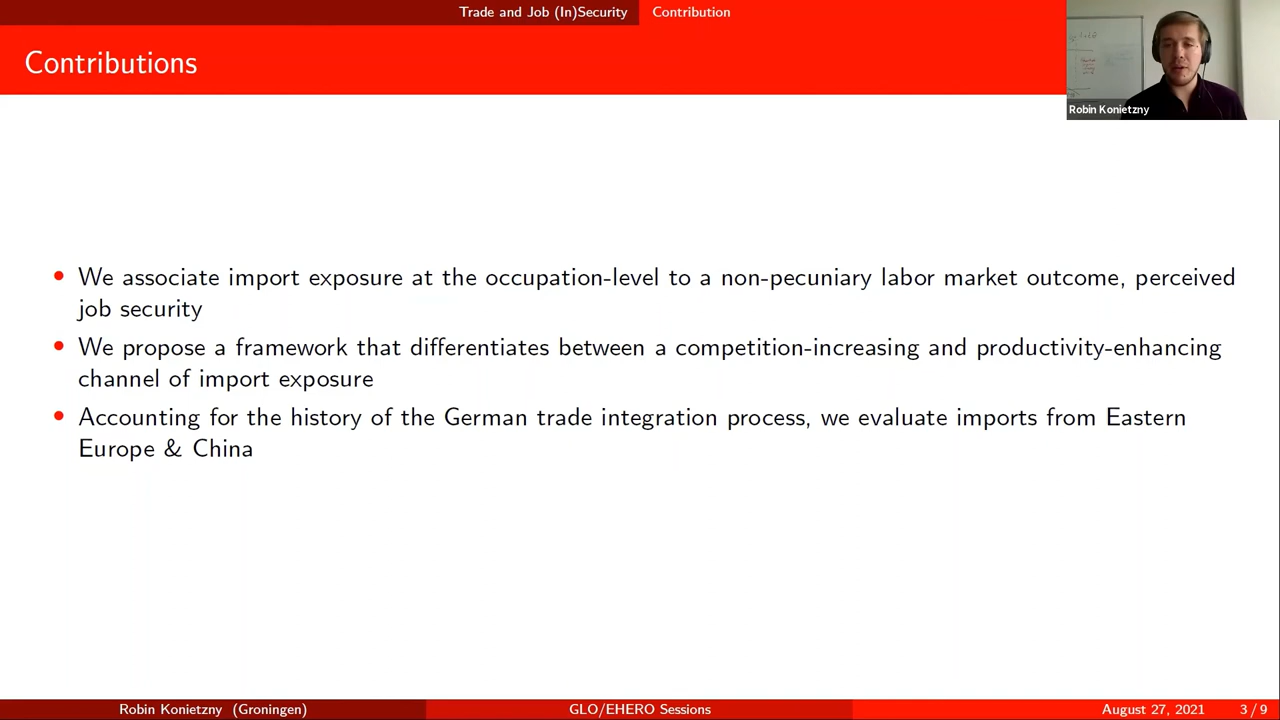 Trade and Job (In)Security Contribution
Contributions
Robin Konietzny
• We associate import exposure at the occupation-level to a non-pecuniary labor market outcome, perceived
job security
• We propose a framework that differentiates between a competition-increasing and productivity-enhancing
channel of import exposure
• Accounting for the history of the German trade integration process, we evaluate imports from Eastern
Europe & China
Robin Konietzny (Groningen) GLO/EHERO Sessions August 27, 2021 3 / 9